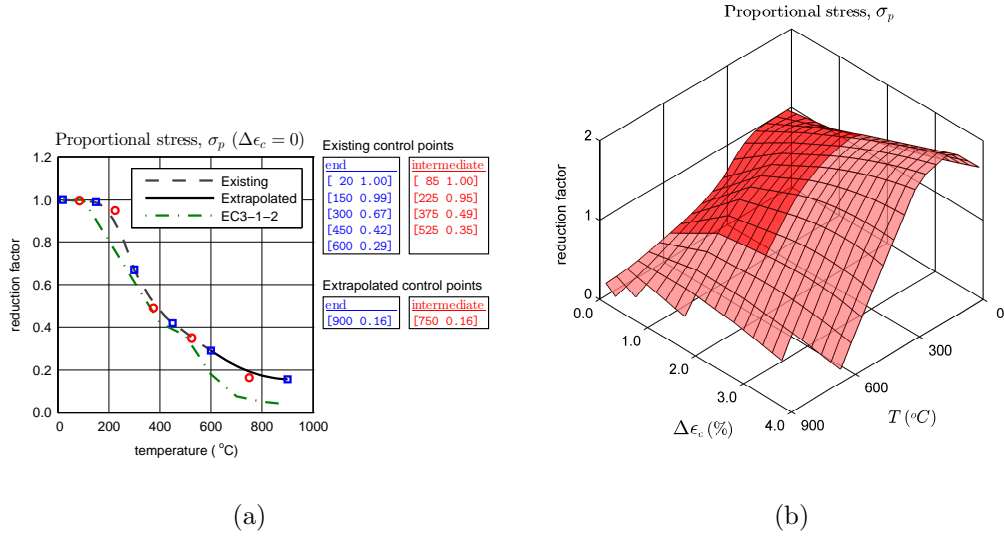 Proportional stress, σp (Δϵc = 0)
1.2
1.0
0.8
0.6
0.4
0.2
0.0
reduction factor
0
200
400
600
800
1000
temperature ( °C)
Existing
Extrapolated
EC3−1−2
Existing control points
end
[ 20 1.00]
[150 0.99]
[300 0.67]
[450 0.42]
[600 0.29]
intermediate
[ 85 1.00]
[225 0.95]
[375 0.49]
[525 0.35]
Extrapolated control points
end
[900 0.16]
intermediate
[750 0.16]
(a)
Proportional stress, σp
2
1
0
reduction factor
0.0
1.0
2.0
3.0
4.0
Δϵc (%)
900
600
300
0
T (°C)
(b)